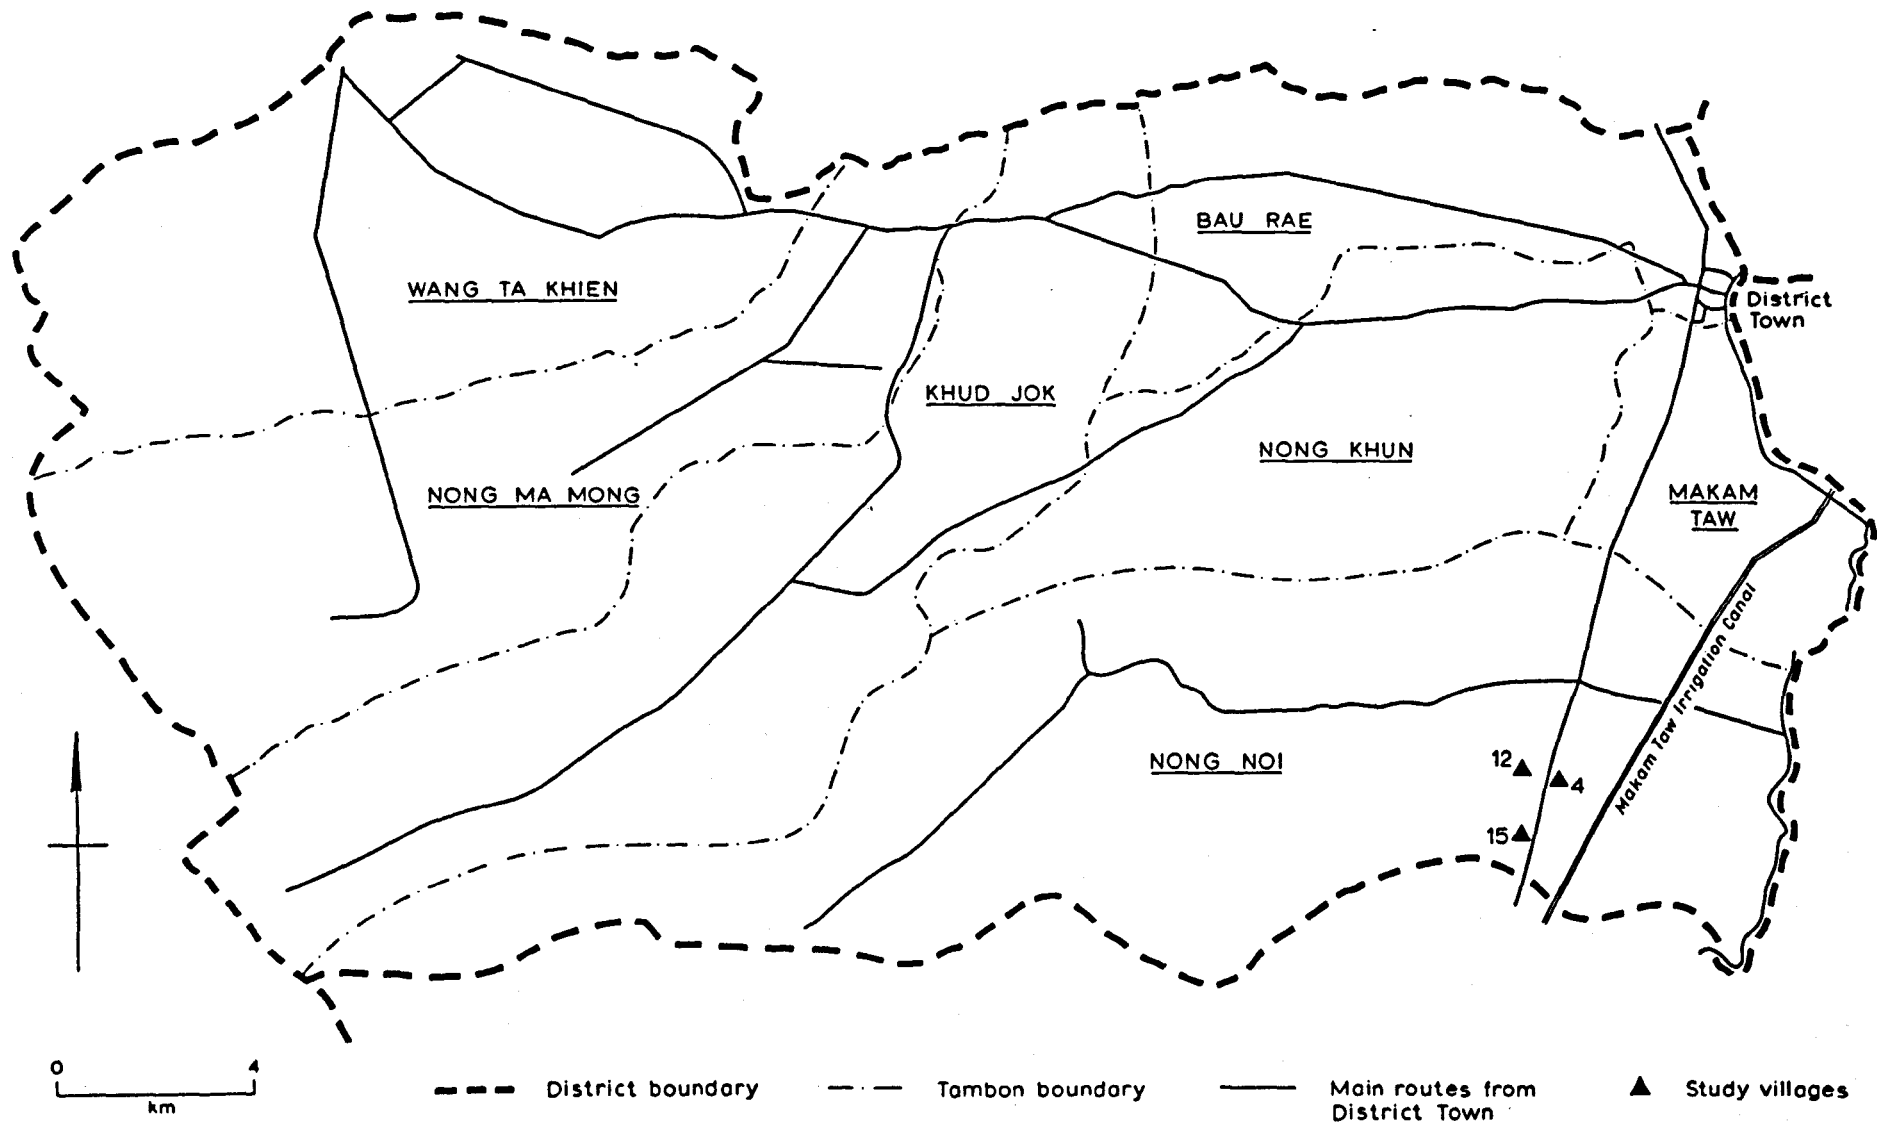 BAU RAE
WANG TA KHIEN
District
Town
KHUD JOK
NONG KHUN
NONG MA MONG
MAKAM
TAW
Makam Taw Irrigation Canal
NONG NOI
12
4
15
0 4
km
District boundary
Tambon boundary
Main routes from
District Town
Study villages